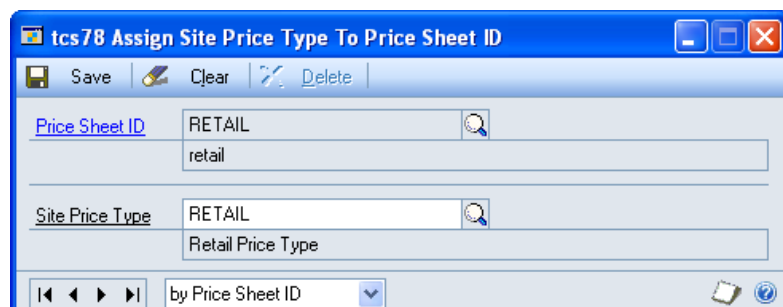 tcs78 Assign Site Price Type To Price Sheet ID
Save Clear Delete
Price Sheet ID RETAIL
retail
Site Price Type RETAIL
Retail Price Type
by Price Sheet ID